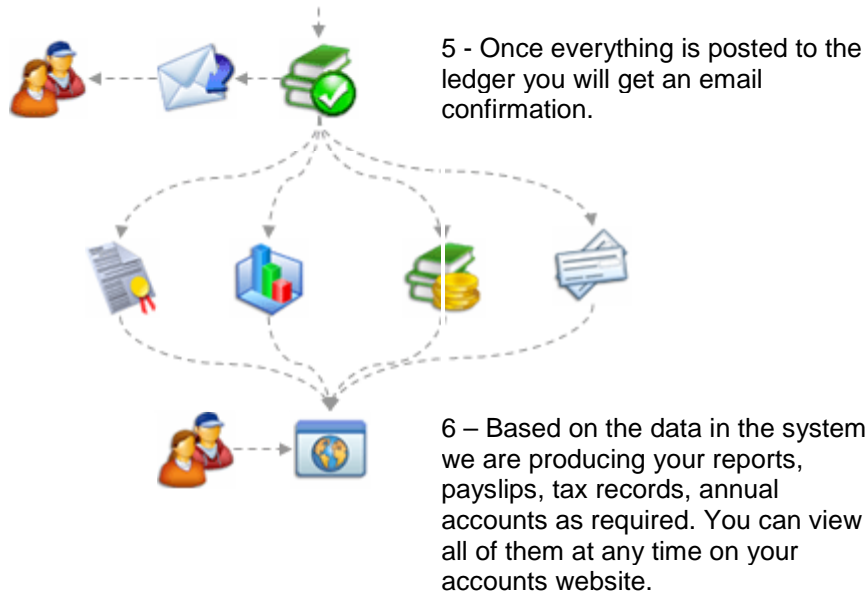 5 - Once everything is posted to the
ledger you will get an email
confirmation.
6 – Based on the data in the system
we are producing your reports,
payslips, tax records, annual
accounts as required. You can view
all of them at any time on your
accounts website.